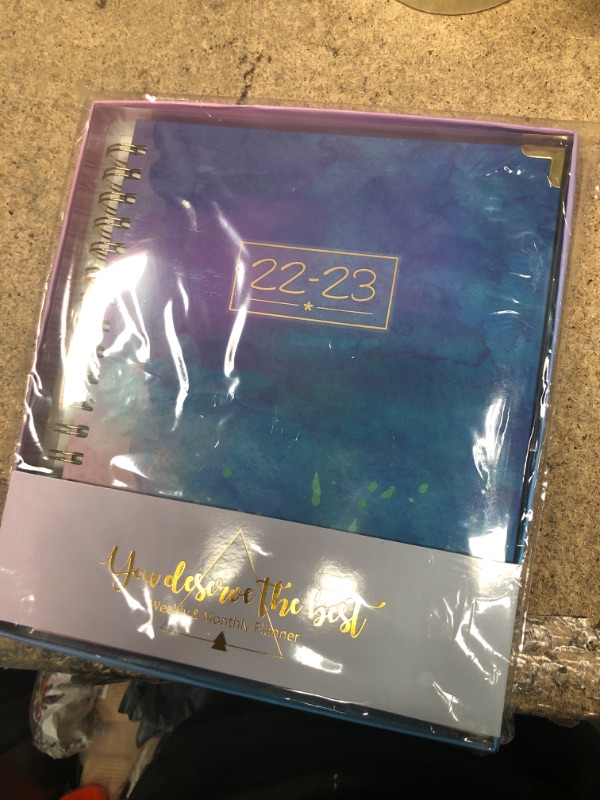 22-23
You deserve the best
Weekly & Monthly Planner